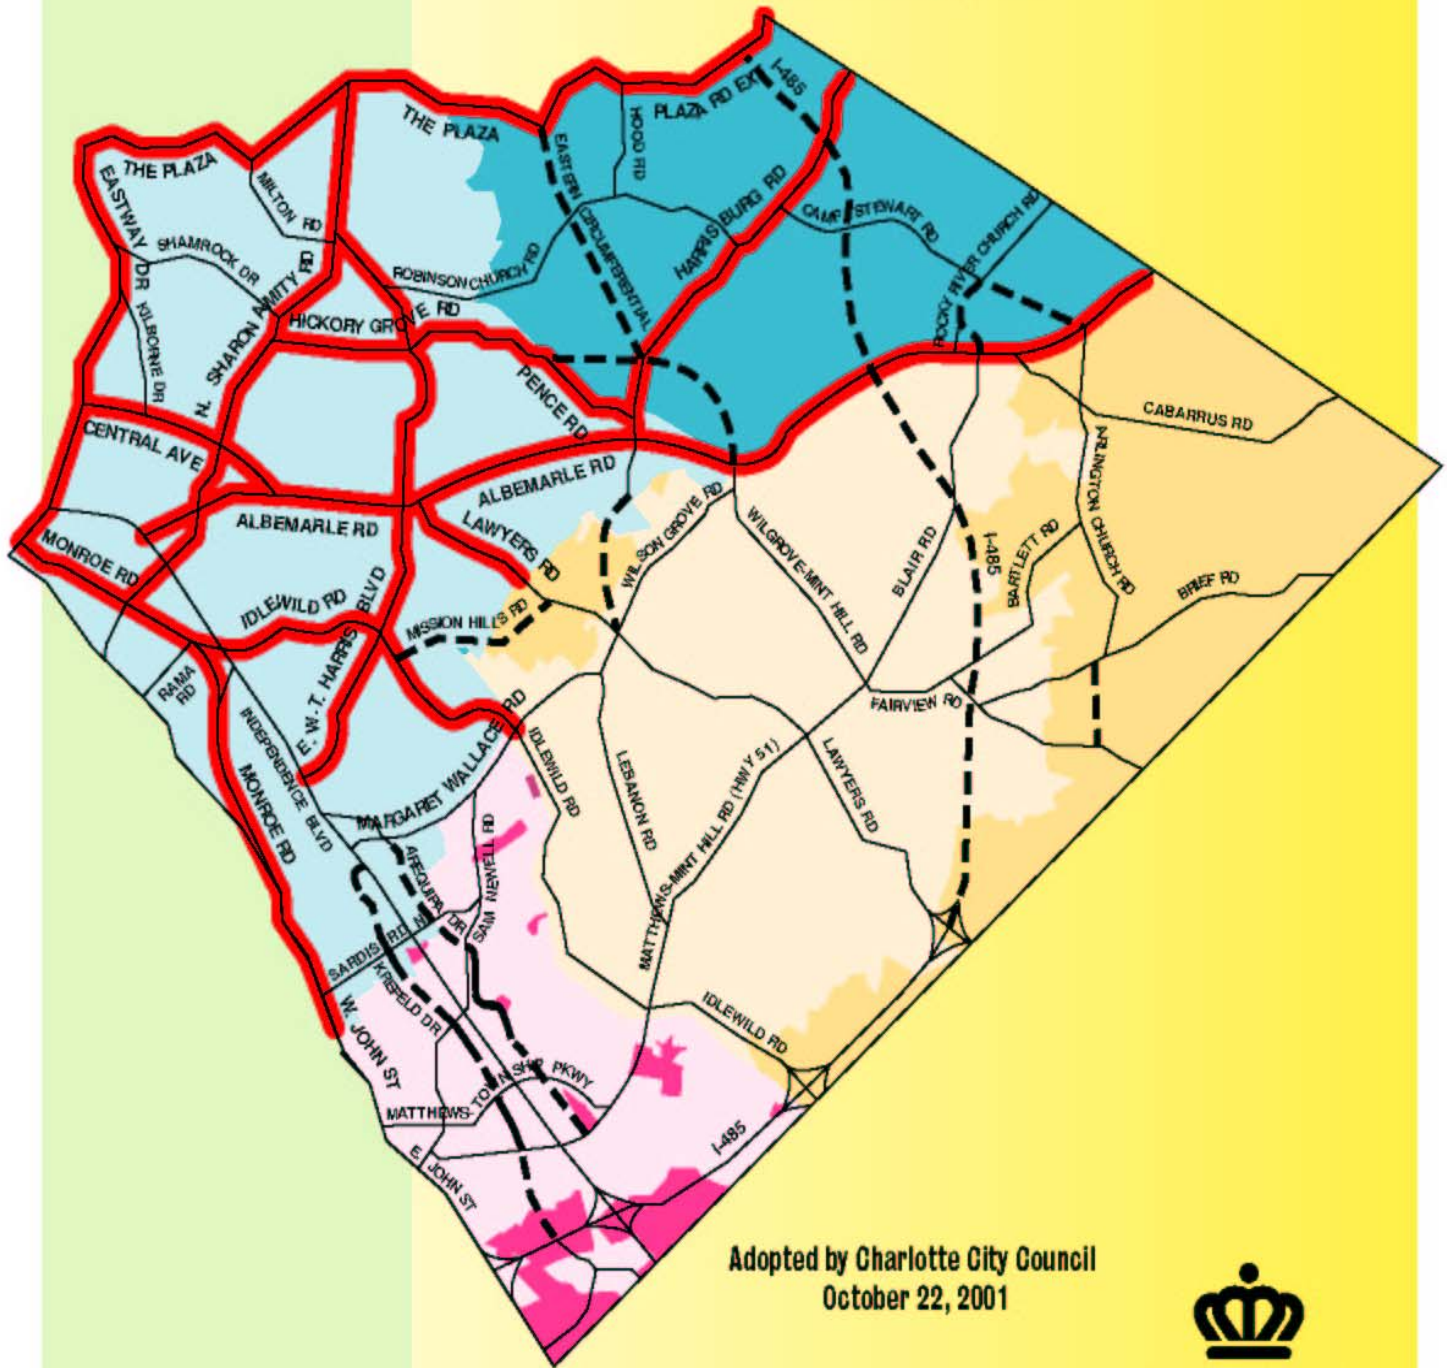 I-485
PLAZA RD EXT
THE PLAZA
HOOD RD
EASTERN CIRCUMFERENTIAL
THE PLAZA
EASTWAY DR
MILTON RD
HARRISBURG RD
CAMP STEWART RD
ROCKY RIVER CHURCH RD
SHAMROCK DR
ROBINSON CHURCH RD
N. SHARON AMITY RD
HICKORY GROVE RD
KILBORNE DR
PENCE RD
CABARRUS RD
CENTRAL AVE
ALBEMARLE RD
ARLINGTON CHURCH RD
ALBEMARLE RD
LAWYERS RD
WILSON GROVE RD
WILGROVE-MINT HILL RD
BLAIR RD
I-485
BARTLETT RD
BRIEF RD
MONROE RD
IDLEWILD RD
MISSION HILLS RD
E. W. T. HARRIS BLVD
RAMA
RD
FAIRVIEW RD
INDEPENDENCE BLVD
MARGARET WALLACE RD
IDLEWILD RD
LEBANON RD
MATTHEWS-MINT HILL RD (HWY 51)
LAWYERS RD
MONROE RD
AREQUIPA DR
SAM NEWELL RD
SARDIS RD N
KREFELD DR
W. JOHN ST
IDLEWILD RD
MATTHEWS-TOWNSHIP PKWY
I-485
E. JOHN ST
Adopted by Charlotte City Council
October 22, 2001